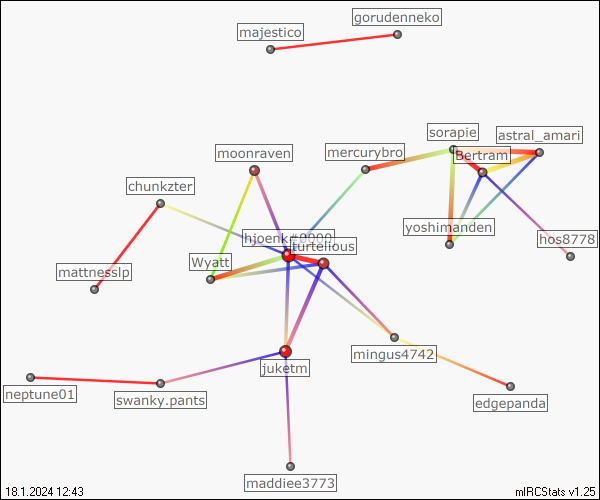 gorudenneko
majestico
sorapie
astral_amari
moonraven
mercurybro
Bertram
chunkzter
yoshimanden
hjoenk#0000
hos8778
turtelious
Wyatt
mattnesslp
mingus4742
juketm
neptune01
swanky.pants
edgepanda
maddiee3773
18.1.2024 12:43
mIRCStats v1.25